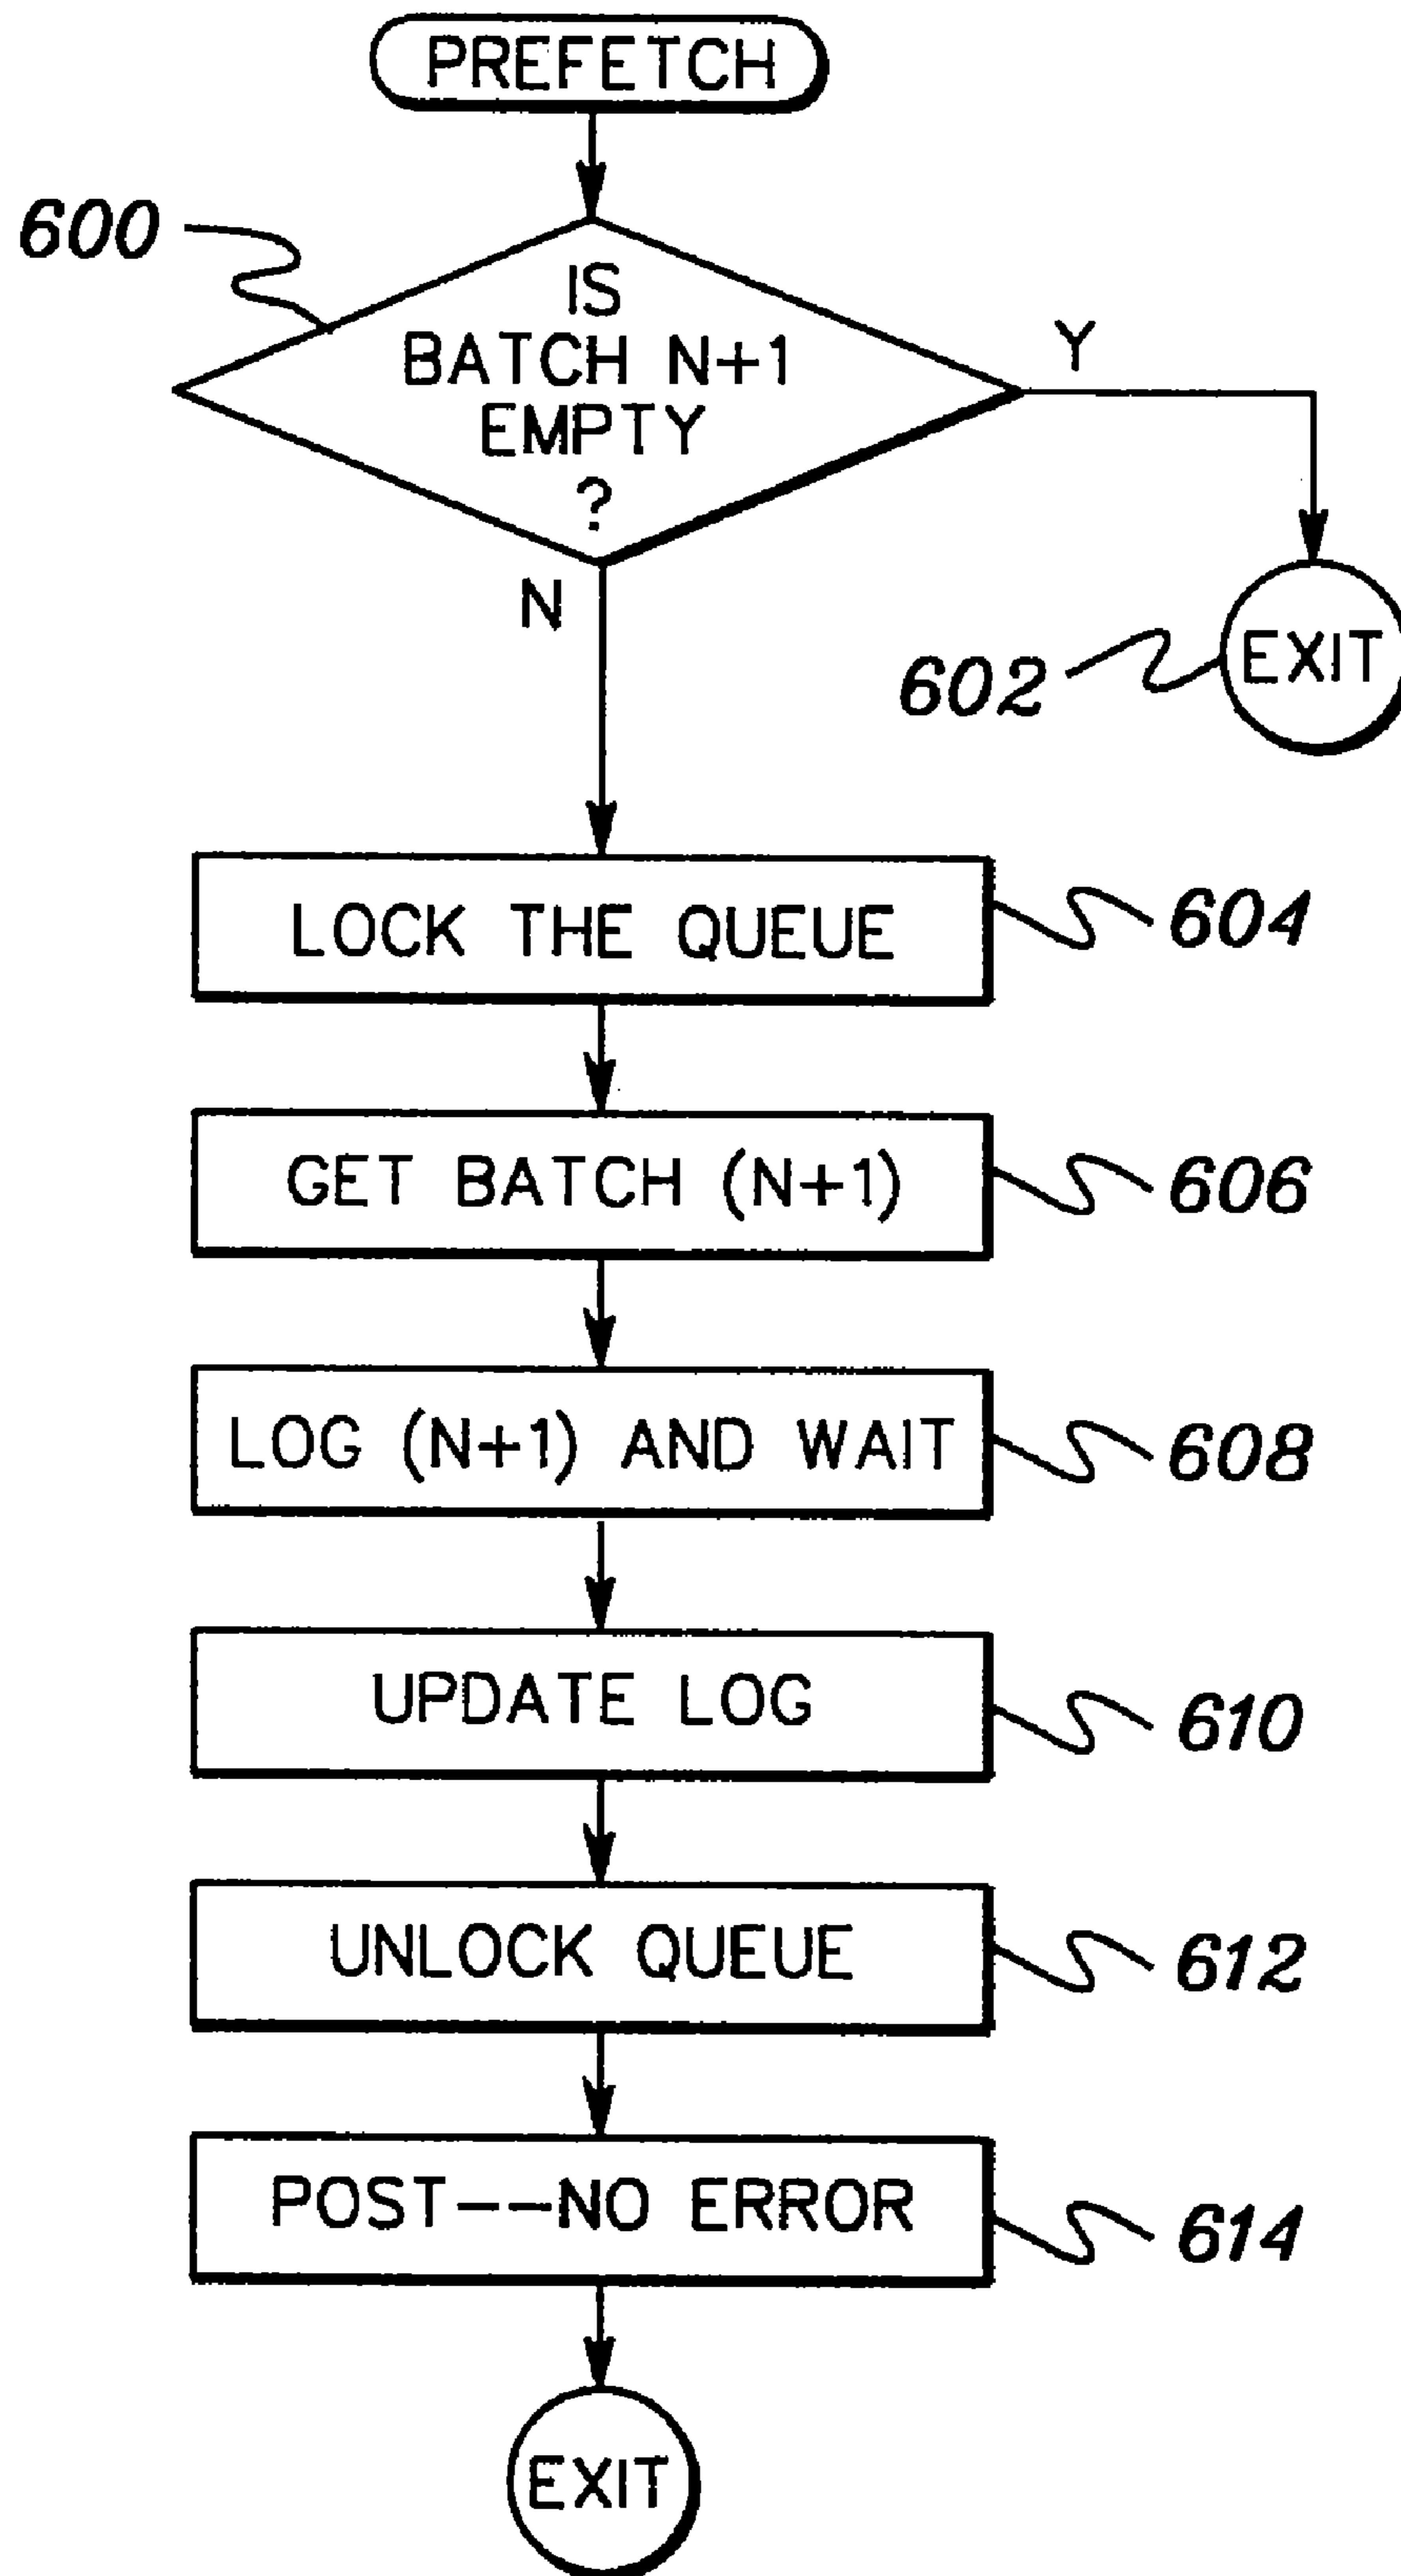 PREFETCH
600
IS
BATCH N+1
EMPTY
?
Y
N
602
EXIT
LOCK THE QUEUE
604
GET BATCH (N+1)
606
LOG (N+1) AND WAIT
608
UPDATE LOG
610
UNLOCK QUEUE
612
POST--NO ERROR
614
EXIT